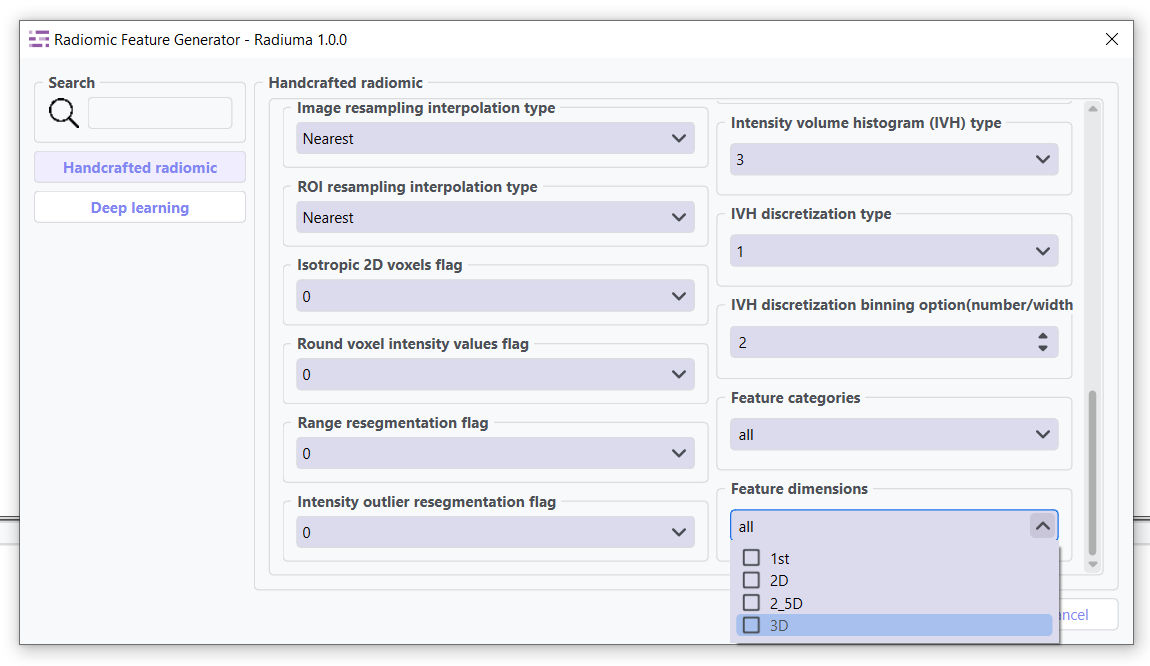 Radiomic Feature Generator - Radiuma 1.0.0
Search
Handcrafted radiomic
Deep learning
Handcrafted radiomic
Image resampling interpolation type
Nearest
ROI resampling interpolation type
Nearest
Isotropic 2D voxels flag
0
Round voxel intensity values flag
0
Range resegmentation flag
0
Intensity outlier resegmentation flag
0
Intensity volume histogram (IVH) type
3
IVH discretization type
1
IVH discretization binning option(number/width
2
Feature categories
all
Feature dimensions
all
1st
2D
2_5D
3D
ncel